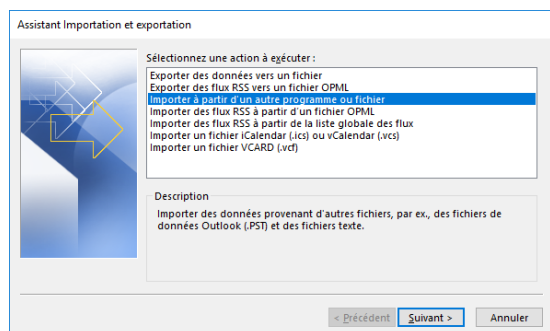 Assistant Importation et exportation
Sélectionnez une action à exécuter :
Exporter des données vers un fichier
Exporter des flux RSS vers un fichier OPML
Importer à partir d'un autre programme ou fichier
Importer des flux RSS à partir d'un fichier OPML
Importer des flux RSS à partir de la liste globale des flux
Importer un fichier iCalendar (.ics) ou vCalendar (.vcs)
Importer un fichier VCARD (.vcf)
Description
Importer des données provenant d'autres fichiers, par ex., des fichiers de
données Outlook (.PST) et des fichiers texte.
< Précédent Suivant > Annuler